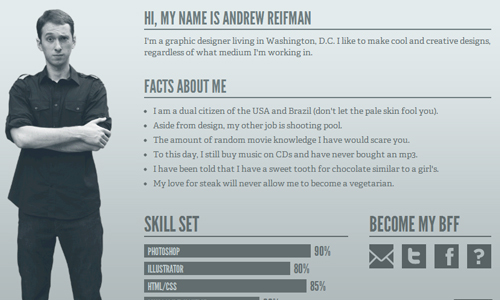 HI, MY NAME IS ANDREW REIFMAN
I'm a graphic designer living in Washington, D.C. I like to make cool and creative designs,
regardless of what medium I'm working in.
FACTS ABOUT ME
• I am a dual citizen of the USA and Brazil (don't let the pale skin fool you).
• Aside from design, my other job is shooting pool.
• The amount of random movie knowledge I have would scare you.
• To this day, I still buy music on CDs and have never bought an mp3.
• I have been told that I have a sweet tooth for chocolate similar to a girl's.
• My love for steak will never allow me to become a vegetarian.
SKILL SET
PHOTOSHOP 90%
ILLUSTRATOR 80%
HTML/CSS 85%
BECOME MY BFF
t f ?